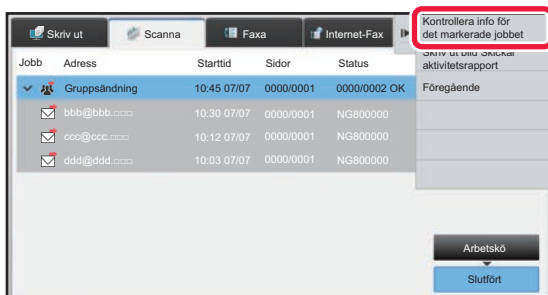 Skriv ut
Scanna
Faxa
Internet-Fax
Kontrollera info för
det markerade jobbet
Skriv ut bild Skickar
aktivitetsrapport
Föregående
Jobb Adress Starttid Sidor Status
Gruppsändning 10:45 07/07 0000/0001 0000/0002 OK
bbb@bbb.□□□ 10:30 07/07 0000/0001 NG800000
ccc@ccc.□□□ 10:12 07/07 0000/0001 NG800000
ddd@ddd.□□□ 10:03 07/07 0000/0001 NG800000
Arbetskö
Slutfört